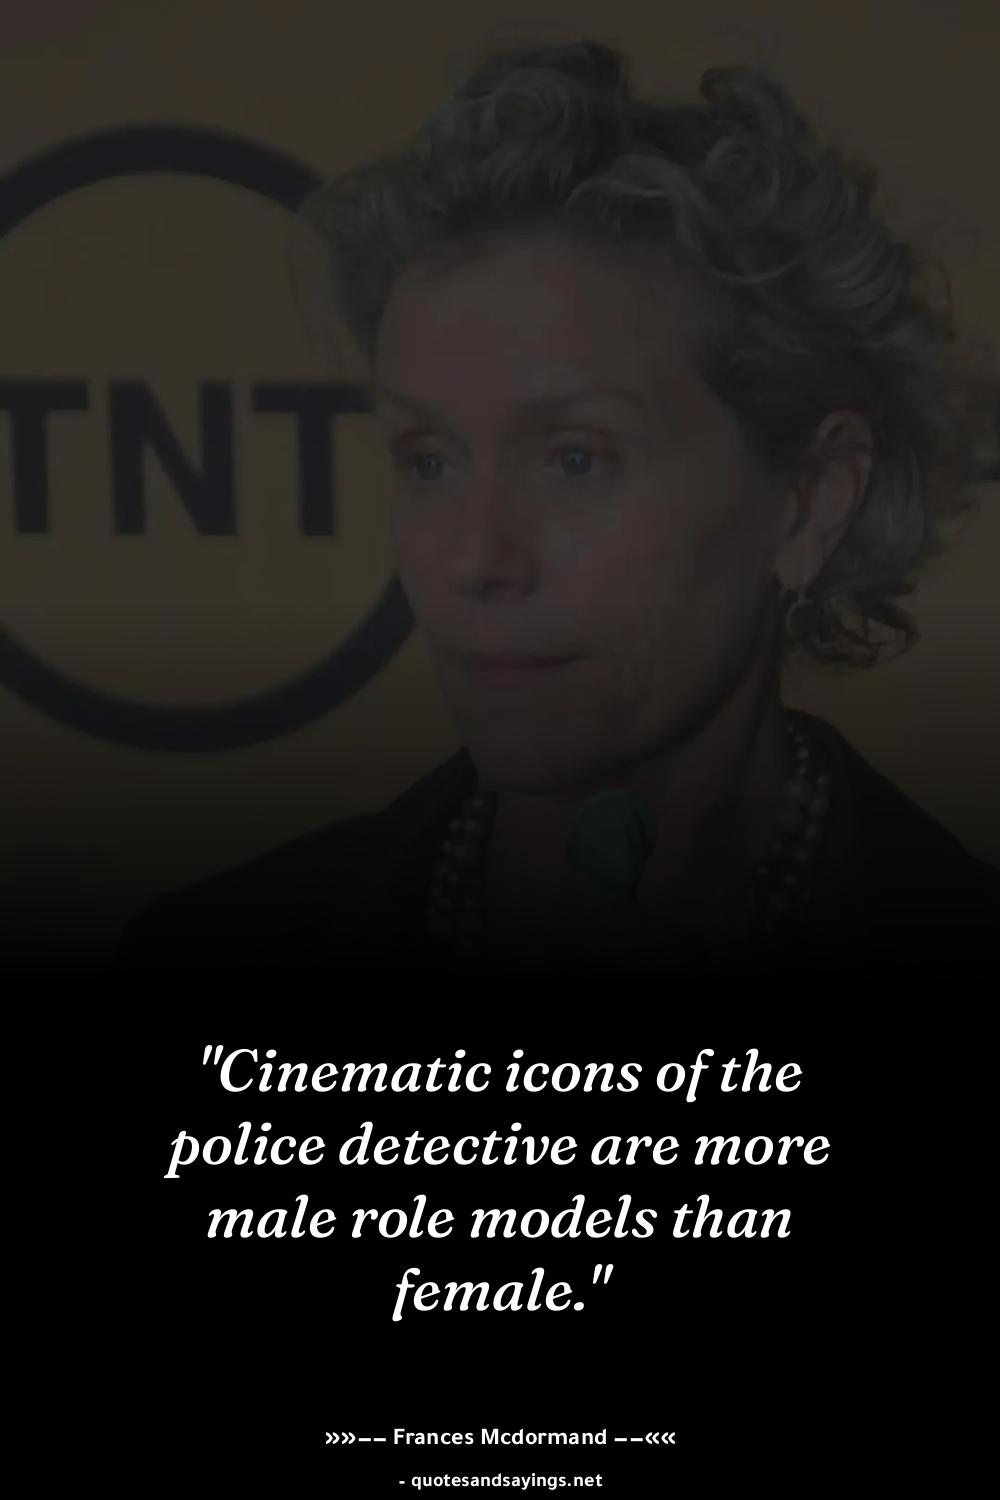 TNT
"Cinematic icons of the
police detective are more
male role models than
female."
»»−− Frances Mcdormand −−««
- quotesandsayings.net